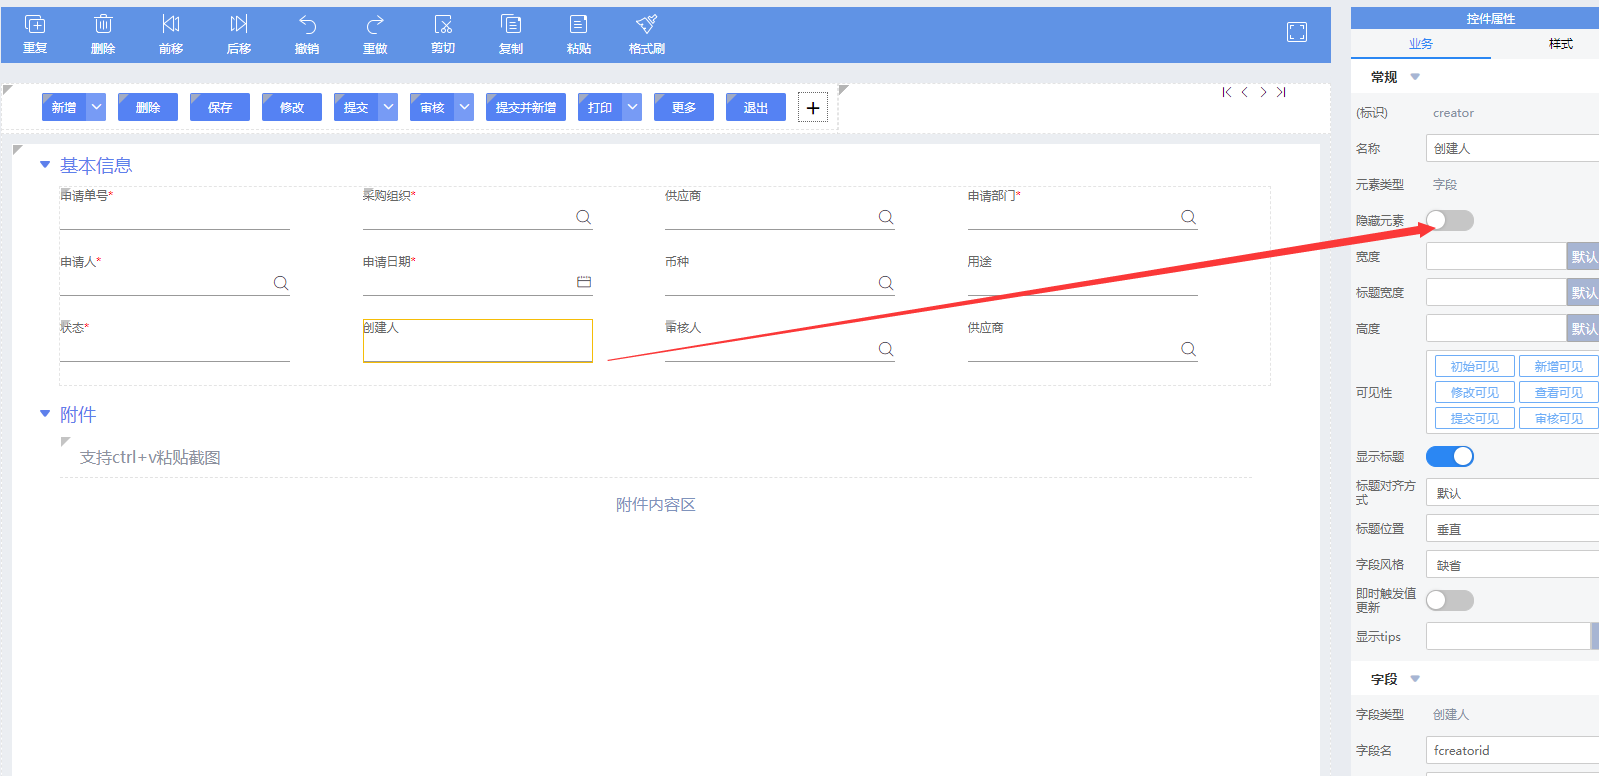 重复 删除 前移 后移 撤销 重做 剪切 复制 粘贴 格式刷
新增 删除 保存 修改 提交 审核 提交并新增 打印 更多 退出
基本信息
申请单号* 采购组织* 供应商 申请部门*
申请人* 申请日期* 币种 用途
状态* 创建人 审核人 供应商
附件
支持ctrl+v粘贴截图
附件内容区
控件属性
业务 样式
常规
(标识) creator
名称 创建人
元素类型 字段
隐藏元素
宽度 默认
标题宽度 默认
高度 默认
初始可见 新增可见
可见性 修改可见 查看可见
提交可见 审核可见
显示标题
标题对齐方
式 默认
标题位置 垂直
字段风格 缺省
即时触发值
更新
显示tips
字段
字段类型 创建人
字段名 fcreatorid